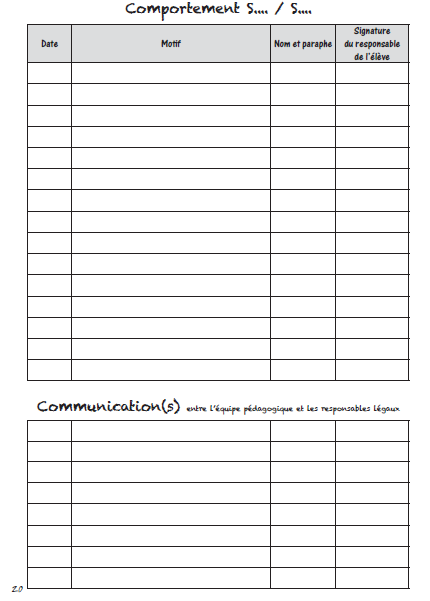 Comportement S.... / S....
Date Motif Nom et paraphe Signature
du responsable
de l'élève
Communication(s) entre l'équipe pédagogique et les responsables légaux
20